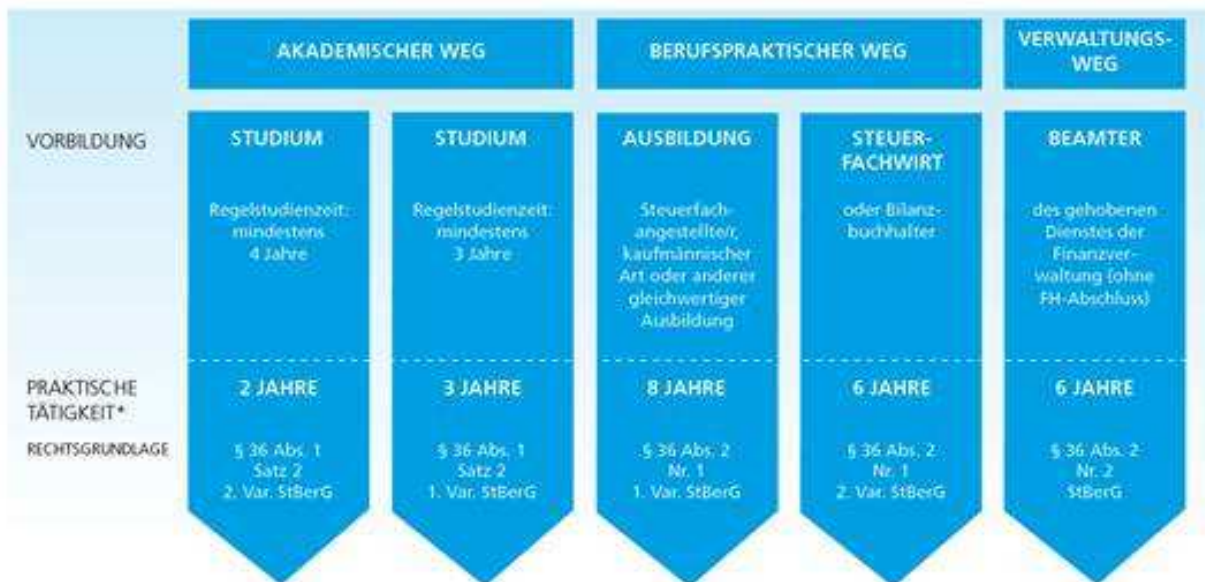 AKADEMISCHER WEG
BERUFSPRAKTISCHER WEG
VERWALTUNGS-
WEG
VORBILDUNG
STUDIUM
Regelstudienzeit:
mindestens
4 Jahre
STUDIUM
Regelstudienzeit:
mindestens
3 Jahre
AUSBILDUNG
Steuerfach-
angestellte/r,
kaufmännischer
Art oder anderer
gleichwertiger
Ausbildung
STEUER-
FACHWIRT
oder Bilanz-
buchhalter
BEAMTER
des gehobenen
Dienstes der
Finanzver-
waltung (ohne
FH-Abschluss)
PRAKTISCHE
TÄTIGKEIT*
2 JAHRE
3 JAHRE
8 JAHRE
6 JAHRE
6 JAHRE
RECHTSGRUNDLAGE
§ 36 Abs. 1
Satz 2
2. Var. StBerG
§ 36 Abs. 1
Satz 2
1. Var. StBerG
§ 36 Abs. 2
Nr. 1
1. Var. StBerG
§ 36 Abs. 2
Nr. 1
2. Var. StBerG
§ 36 Abs. 2
Nr. 2
StBerG